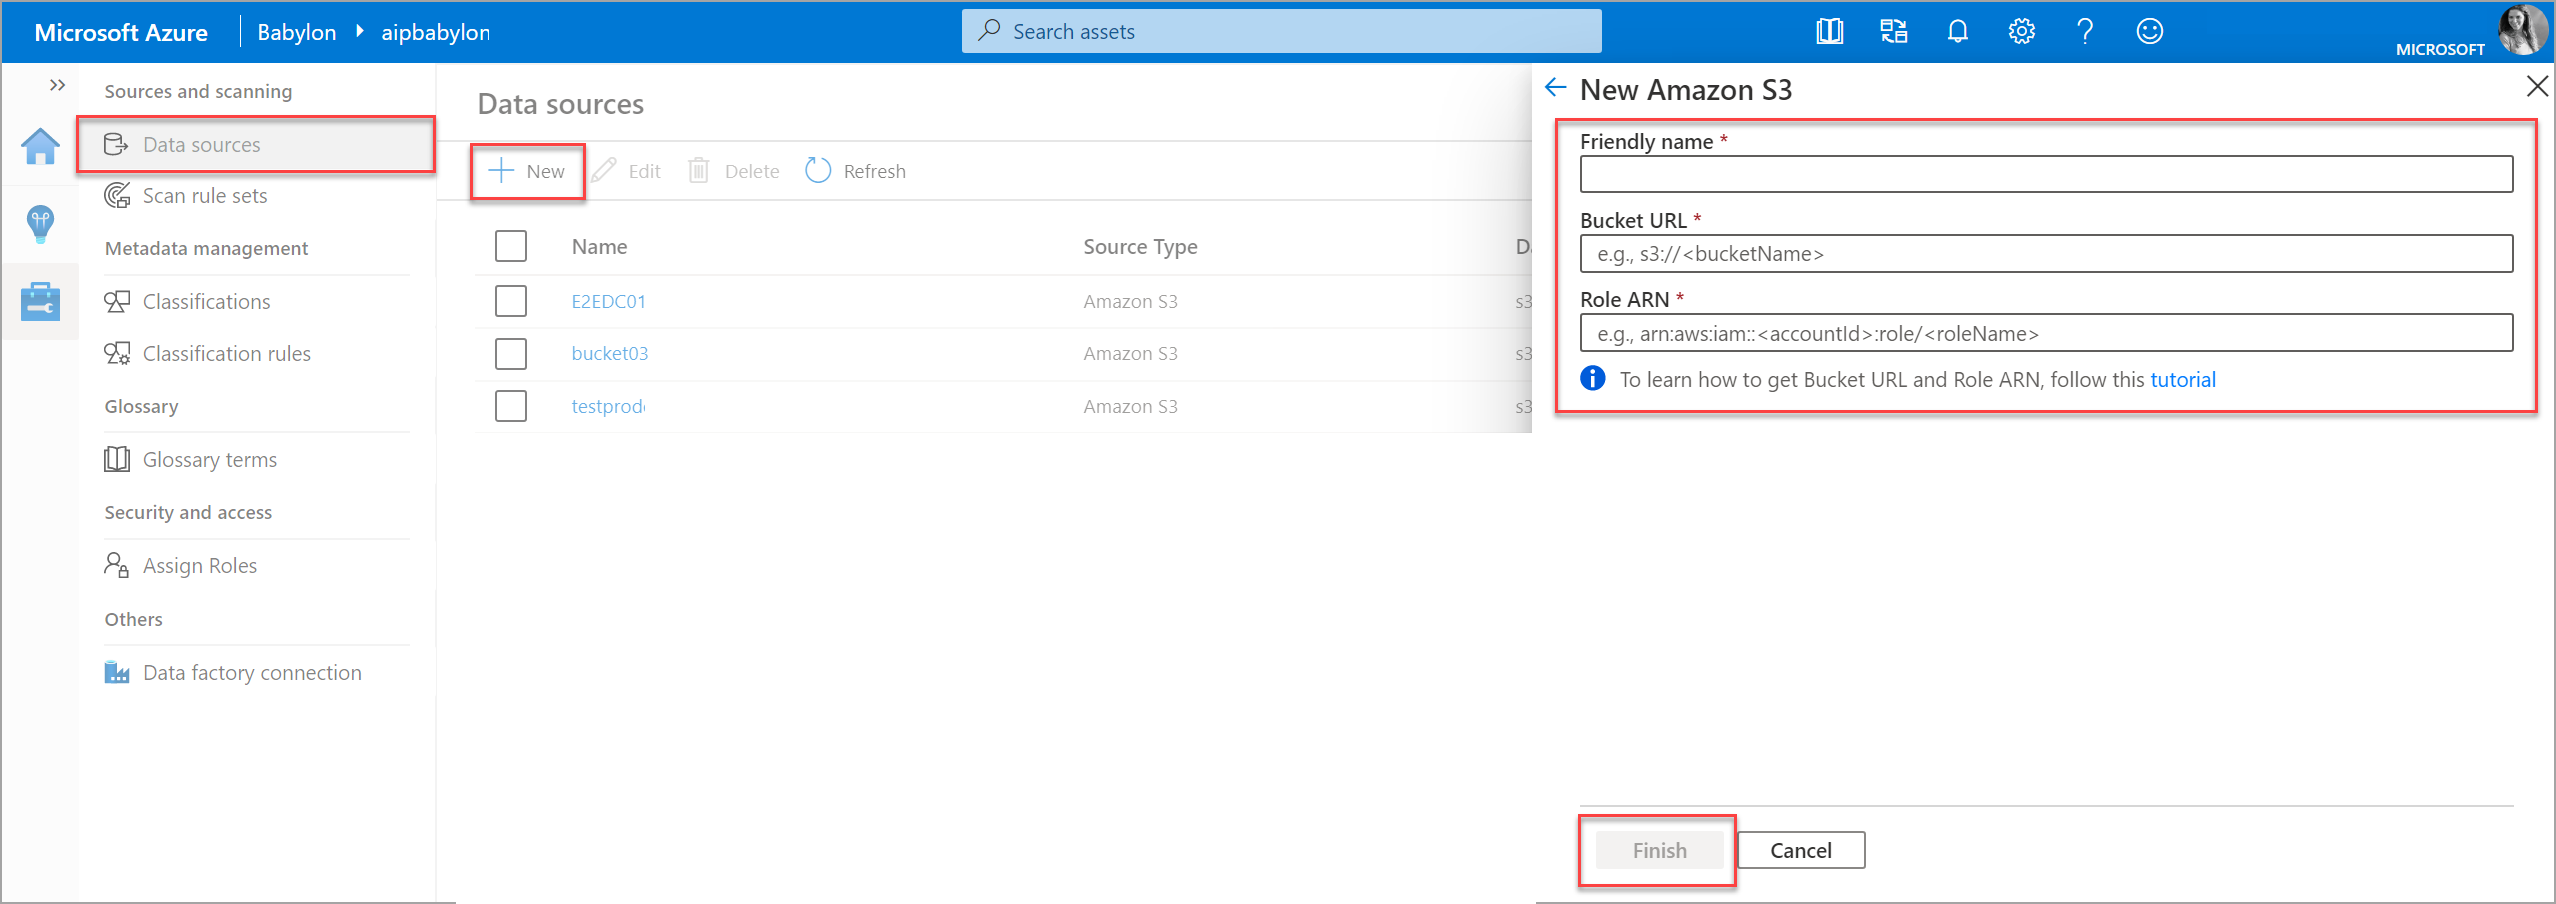 Microsoft Azure
Babylon
aipbabylon
Search assets
MICROSOFT
Sources and scanning
Data sources
Scan rule sets
Metadata management
Classifications
Classification rules
Glossary
Glossary terms
Security and access
Assign Roles
Others
Data factory connection
Data sources
New Edit Delete Refresh
Name Source Type
E2EDC01 Amazon S3 s3
bucket03 Amazon S3 s3
Amazon S3 s3
New Amazon S3
Friendly name *
Bucket URL *
e.g., s3://<bucketName>
Role ARN *
e.g., arn:aws:iam::<accountId>:role/<roleName>
To learn how to get Bucket URL and Role ARN, follow this tutorial
Finish Cancel